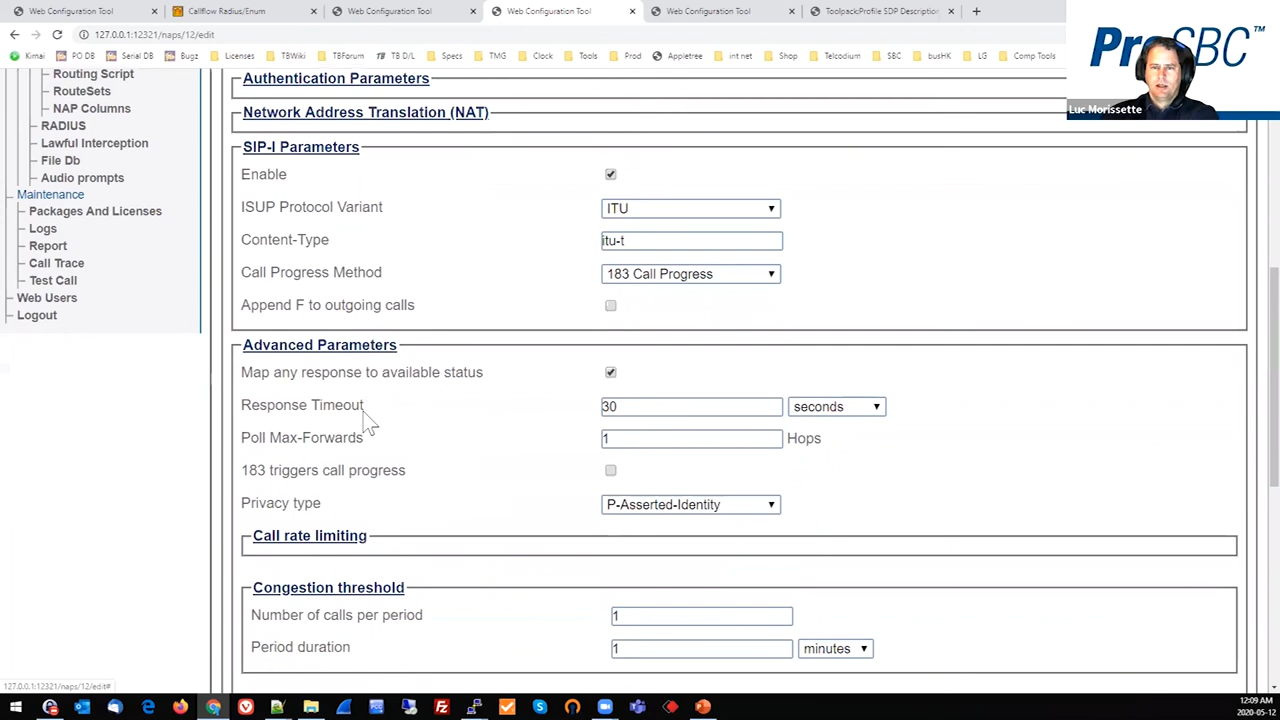 Web Configuration Tool
Callflow Radius/Enum
Web Configuration Tool
Web Configuration Tool
Web Configuration Tool
Toolpack:Profile SDP Description
127.0.0.1:12321/naps/12/edit
Kimai
PO DB
Serial DB
Bugz
Licenses
TBWiki
TBForum
TB D/L
Specs
TMG
Clock
Tools
Prod
Appletree
int net
Shop
Telcodium
SBC
busHK
LG
Comp Tools
ProSBC™
Luc Morissette
Routing Script
RouteSets
NAP Columns
RADIUS
Lawful Interception
File Db
Audio prompts
Maintenance
Packages And Licenses
Logs
Report
Call Trace
Test Call
Web Users
Logout
Authentication Parameters
Network Address Translation (NAT)
SIP-I Parameters
Enable
ISUP Protocol Variant ITU
Content-Type itu-t
Call Progress Method 183 Call Progress
Append F to outgoing calls
Advanced Parameters
Map any response to available status
Response Timeout 30 seconds
Poll Max-Forwards 1 Hops
183 triggers call progress
Privacy type P-Asserted-Identity
Call rate limiting
Congestion threshold
Number of calls per period 1
Period duration 1 minutes
127.0.0.1:12321/naps/12/edit#
12:09 AM
2020-05-12